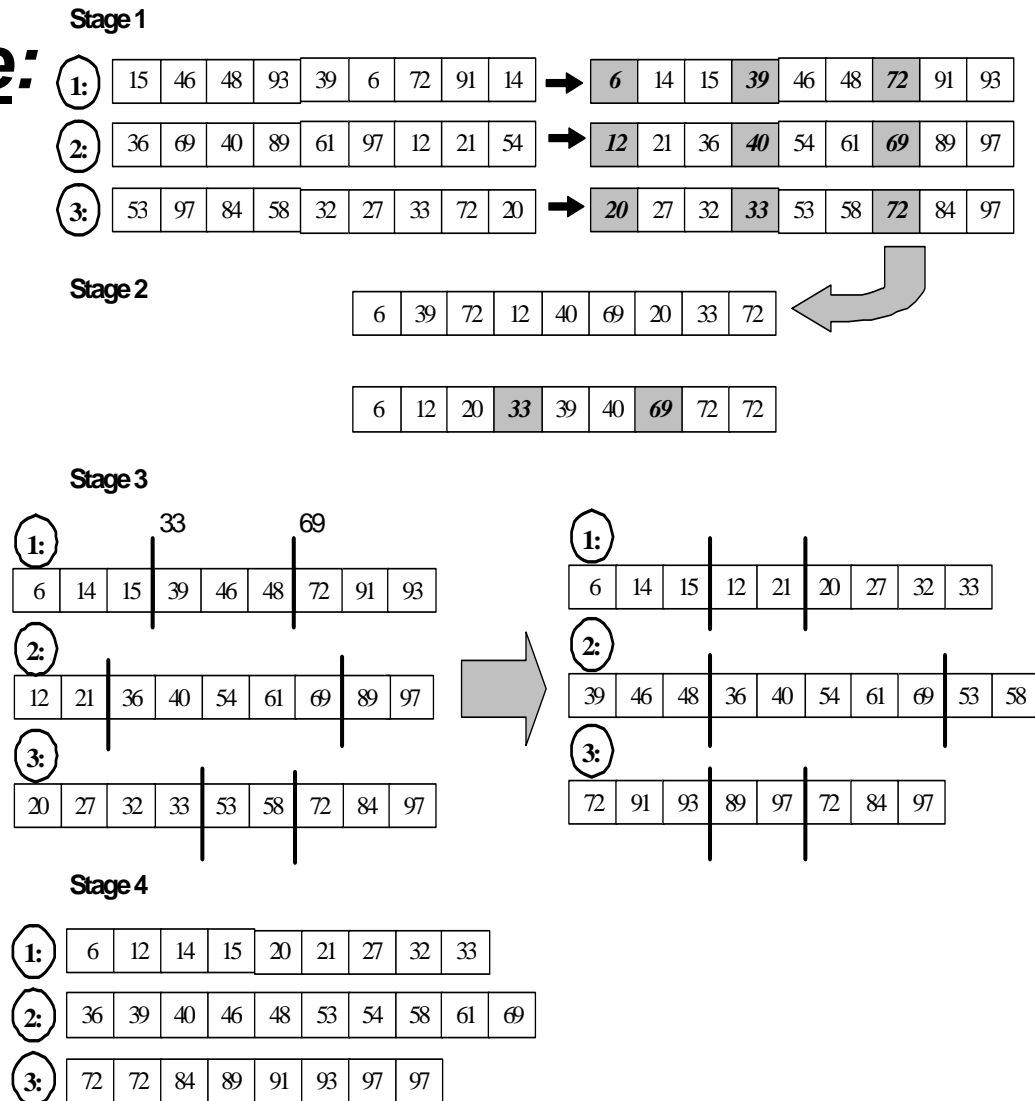 Stage 1
e:
1: 15 46 48 93 39 6 72 91 14 6 14 15 39 46 48 72 91 93
2: 36 69 40 89 61 97 12 21 54 12 21 36 40 54 61 69 89 97
3: 53 97 84 58 32 27 33 72 20 20 27 32 33 53 58 72 84 97
Stage 2
6 39 72 12 40 69 20 33 72
6 12 20 33 39 40 69 72 72
Stage 3
33 69
1: 1:
6 14 15 39 46 48 72 91 93 6 14 15 12 21 20 27 32 33
2: 2:
12 21 36 40 54 61 69 89 97 39 46 48 36 40 54 61 69 53 58
3: 3:
20 27 32 33 53 58 72 84 97 72 91 93 89 97 72 84 97
Stage 4
1: 6 12 14 15 20 21 27 32 33
2: 36 39 40 46 48 53 54 58 61 69
3: 72 72 84 89 91 93 97 97